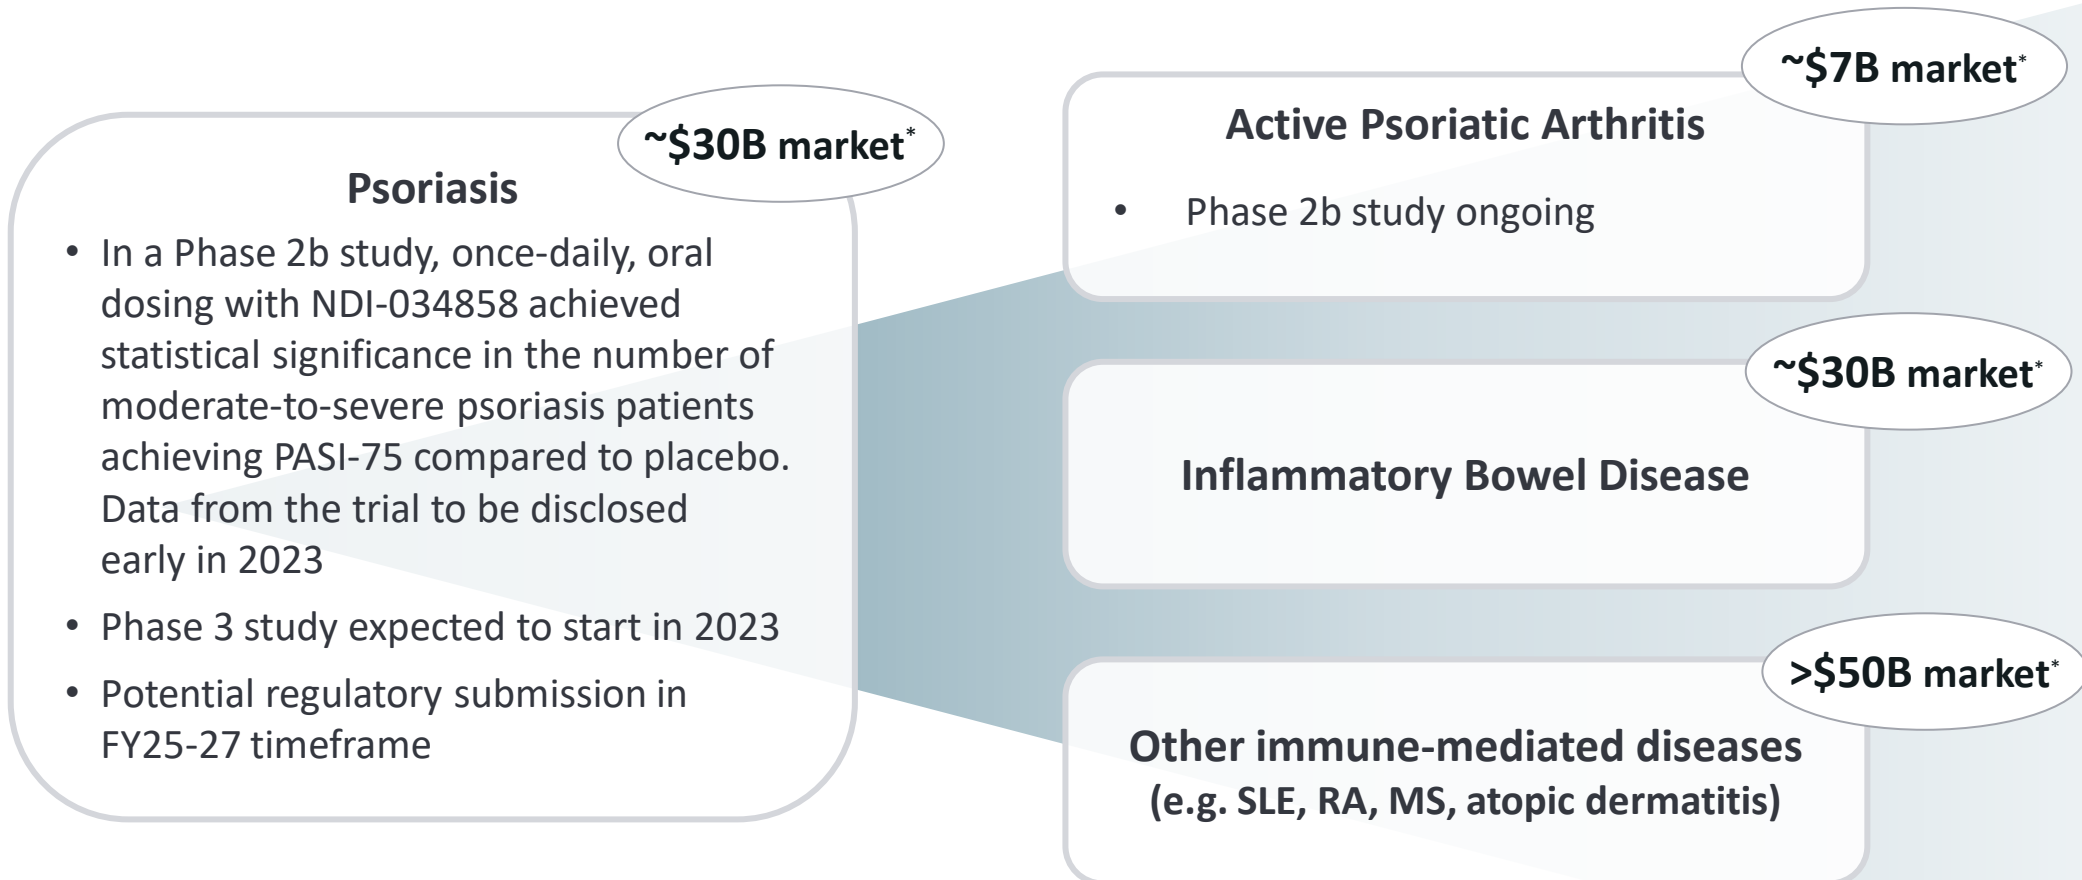 ~$30B market*
Psoriasis
• In a Phase 2b study, once-daily, oral
dosing with NDI-034858 achieved
statistical significance in the number of
moderate-to-severe psoriasis patients
achieving PASI-75 compared to placebo.
Data from the trial to be disclosed
early in 2023
• Phase 3 study expected to start in 2023
• Potential regulatory submission in
FY25-27 timeframe
~$7B market*
Active Psoriatic Arthritis
• Phase 2b study ongoing
~$30B market*
Inflammatory Bowel Disease
>$50B market*
Other immune-mediated diseases
(e.g. SLE, RA, MS, atopic dermatitis)